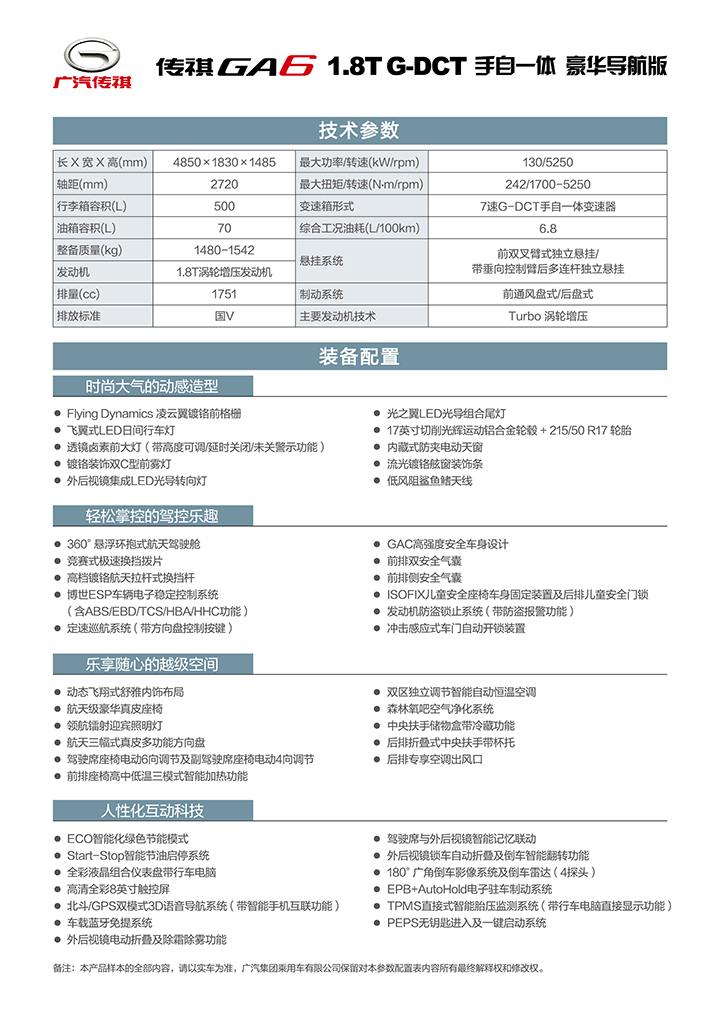 广汽传祺
传祺GA6 1.8T G-DCT 手自一体 豪华导航版
技术参数
长 X 宽 X 高(mm) 4850×1830×1485 最大功率/转速(kW/rpm) 130/5250
轴距(mm) 2720 最大扭矩/转速(N·m/rpm) 242/1700-5250
行李箱容积(L) 500 变速箱形式 7速G-DCT手自一体变速器
油箱容积(L) 70 综合工况油耗(L/100km) 6.8
整备质量(kg) 1480-1542 悬挂系统 前双叉臂式独立悬挂/
带垂向控制臂后多连杆独立悬挂
发动机 1.8T涡轮增压发动机
排量(cc) 1751 制动系统 前通风盘式/后盘式
排放标准 国V 主要发动机技术 Turbo 涡轮增压
装备配置
时尚大气的动感造型
● Flying Dynamics 凌云翼镀铬前格栅
● 飞翼式LED日间行车灯
● 透镜卤素前大灯（带高度可调/延时关闭/未关警示功能）
● 镀铬装饰双C型前雾灯
● 外后视镜集成LED光导转向灯
● 光之翼LED光导组合尾灯
● 17英寸切削光辉运动铝合金轮毂 + 215/50 R17 轮胎
● 内藏式防夹电动天窗
● 流光镀铬舷窗装饰条
● 低风阻鲨鱼鳍天线
轻松掌控的驾控乐趣
● 360° 悬浮环抱式航天驾驶舱
● 竞赛式极速换挡拨片
● 高档镀铬航天拉杆式换挡杆
● 博世ESP车辆电子稳定控制系统
（含ABS/EBD/TCS/HBA/HHC功能）
● 定速巡航系统（带方向盘控制按键）
● GAC高强度安全车身设计
● 前排双安全气囊
● 前排侧安全气囊
● ISOFIX儿童安全座椅车身固定装置及后排儿童安全门锁
● 发动机防盗锁止系统（带防盗报警功能）
● 冲击感应式车门自动开锁装置
乐享随心的越级空间
● 动态飞翔式舒雅内饰布局
● 航天级豪华真皮座椅
● 领航镭射迎宾照明灯
● 航天三幅式真皮多功能方向盘
● 驾驶席座椅电动6向调节及副驾驶席座椅电动4向调节
● 前排座椅高中低温三模式智能加热功能
● 双区独立调节智能自动恒温空调
● 森林氧吧空气净化系统
● 中央扶手储物盒带冷藏功能
● 后排折叠式中央扶手带杯托
● 后排专享空调出风口
人性化互动科技
● ECO智能化绿色节能模式
● Start-Stop智能节油启停系统
● 全彩液晶组合仪表盘带行车电脑
● 高清全彩8英寸触控屏
● 北斗/GPS双模式3D语音导航系统（带智能手机互联功能）
● 车载蓝牙免提系统
● 外后视镜电动折叠及除霜除雾功能
● 驾驶席与外后视镜智能记忆联动
● 外后视镜锁车自动折叠及倒车智能翻转功能
● 180° 广角倒车影像系统及倒车雷达（4探头）
● EPB+AutoHold电子驻车制动系统
● TPMS直接式智能胎压监测系统（带行车电脑直接显示功能）
● PEPS无钥匙进入及一键启动系统
备注：本产品样本的全部内容，请以实车为准，广汽集团乘用车有限公司保留对本参数配置表内容所有最终解释权和修改权。